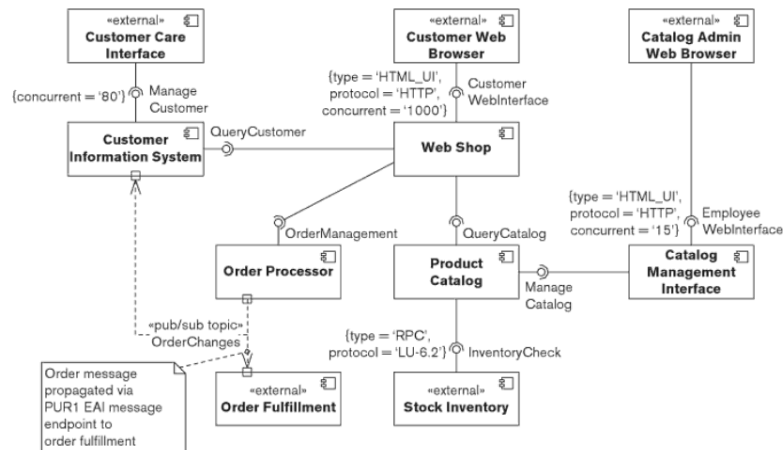 «external»
Customer Care
Interface
«external»
Customer Web
Browser
«external»
Catalog Admin
Web Browser
{concurrent = ‘80’}
Manage
Customer
{type = ‘HTML_UI’,
protocol = ‘HTTP’,
concurrent = ‘1000’}
Customer
WebInterface
Customer
Information System
QueryCustomer
Web Shop
{type = ‘HTML_UI’,
protocol = ‘HTTP’,
concurrent = ‘15’}
Employee
WebInterface
OrderManagement
QueryCatalog
Order Processor
Product
Catalog
Manage
Catalog
Catalog
Management
Interface
«pub/sub topic»
OrderChanges
{type = ‘RPC’,
protocol = ‘LU-6.2’}
InventoryCheck
Order message
propagated via
PUR1 EAI message
endpoint to
order fulfillment
«external»
Order Fulfillment
«external»
Stock Inventory